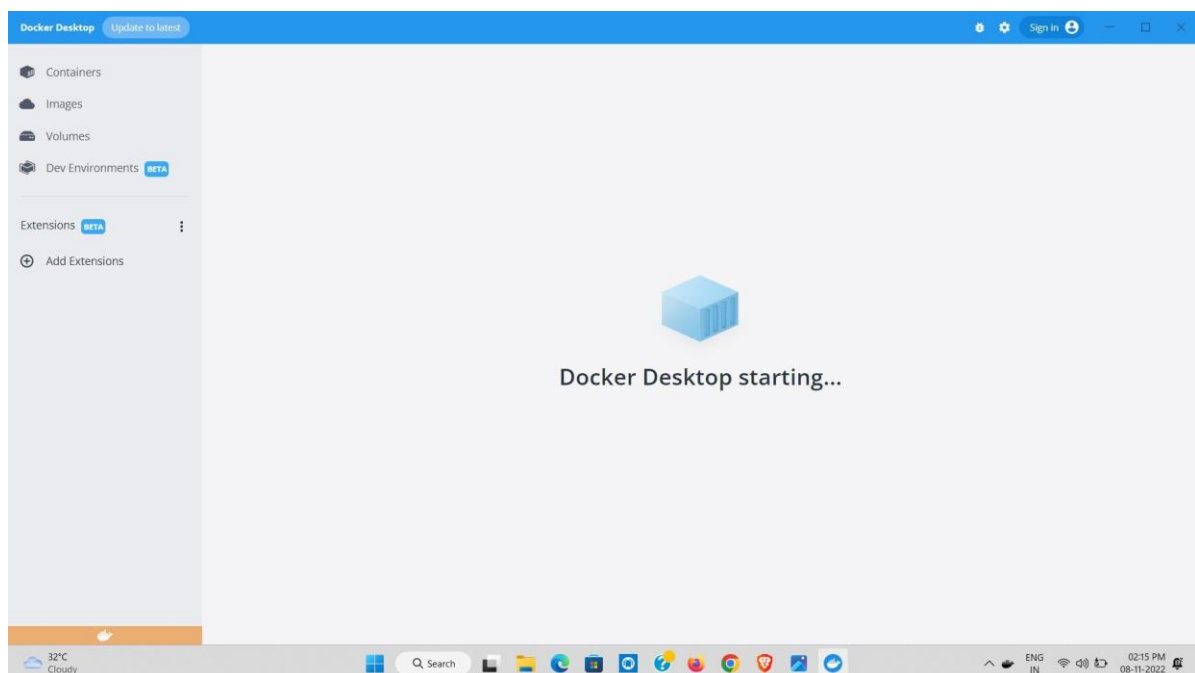 Docker Desktop Update to latest Sign in
Containers
Images
Volumes
Dev Environments BETA
Extensions BETA
Add Extensions
Docker Desktop starting...
32°C
Cloudy
Search
ENG
IN
02:15 PM
08-11-2022